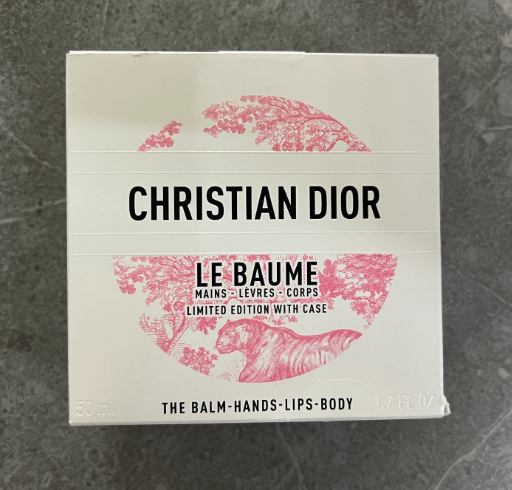 CHRISTIAN DIOR
LE BAUME
MAINS - LÈVRES - CORPS
LIMITED EDITION WITH CASE
50 ml THE BALM-HANDS-LIPS-BODY 1.7 FL.OZ